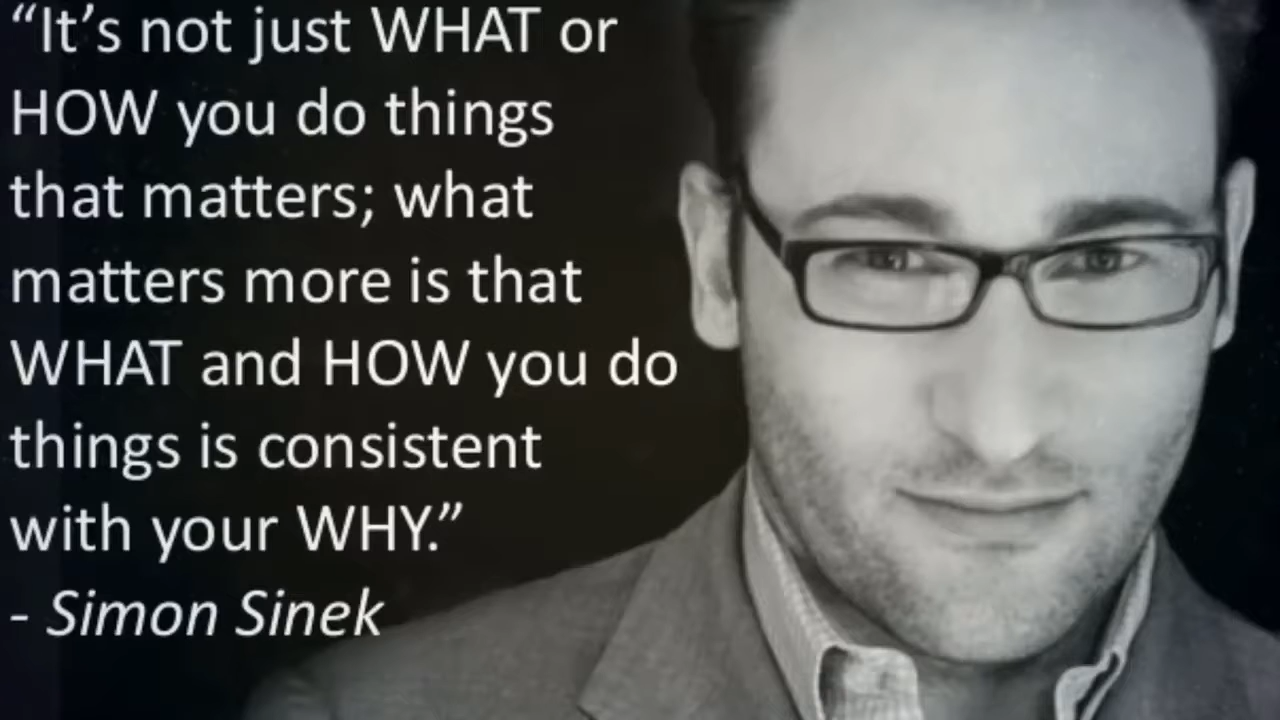 “It’s not just WHAT or
HOW you do things
that matters; what
matters more is that
WHAT and HOW you do
things is consistent
with your WHY.”
- Simon Sinek